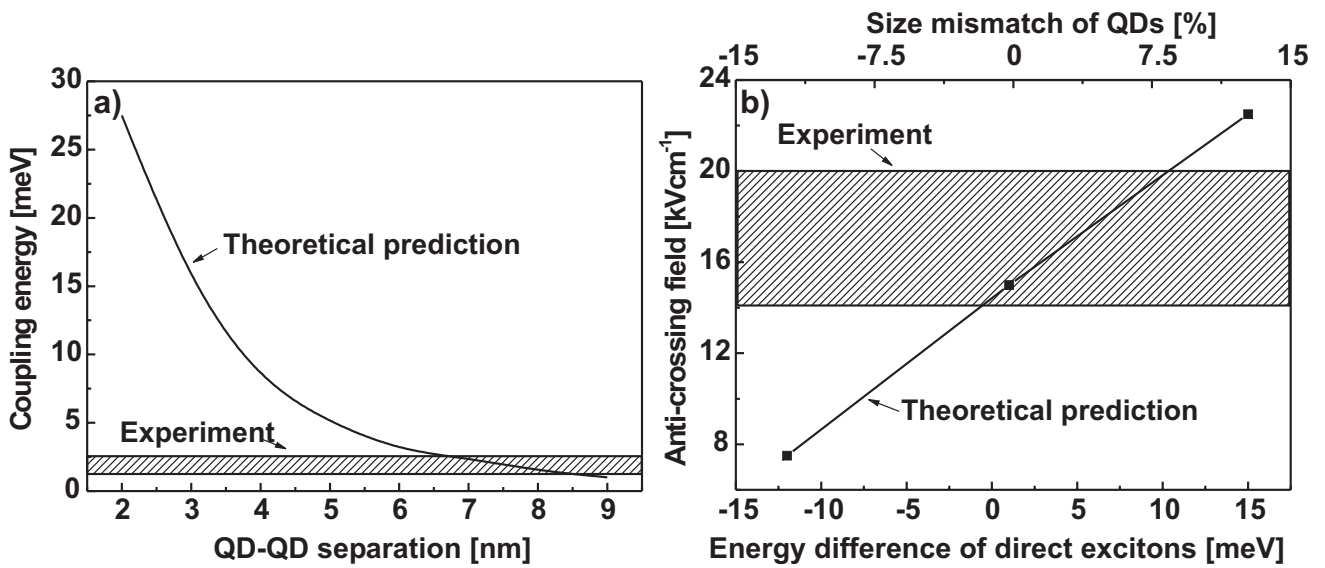 a)
30
25
20
15
10
5
0
Coupling energy [meV]
Theoretical prediction
Experiment
2 3 4 5 6 7 8 9
QD-QD separation [nm]
Size mismatch of QDs [%]
-15 -7.5 0 7.5 15
b)
24
20
16
12
8
Anti-crossing field [kVcm-1]
Experiment
Theoretical prediction
-15 -10 -5 0 5 10 15
Energy difference of direct excitons [meV]